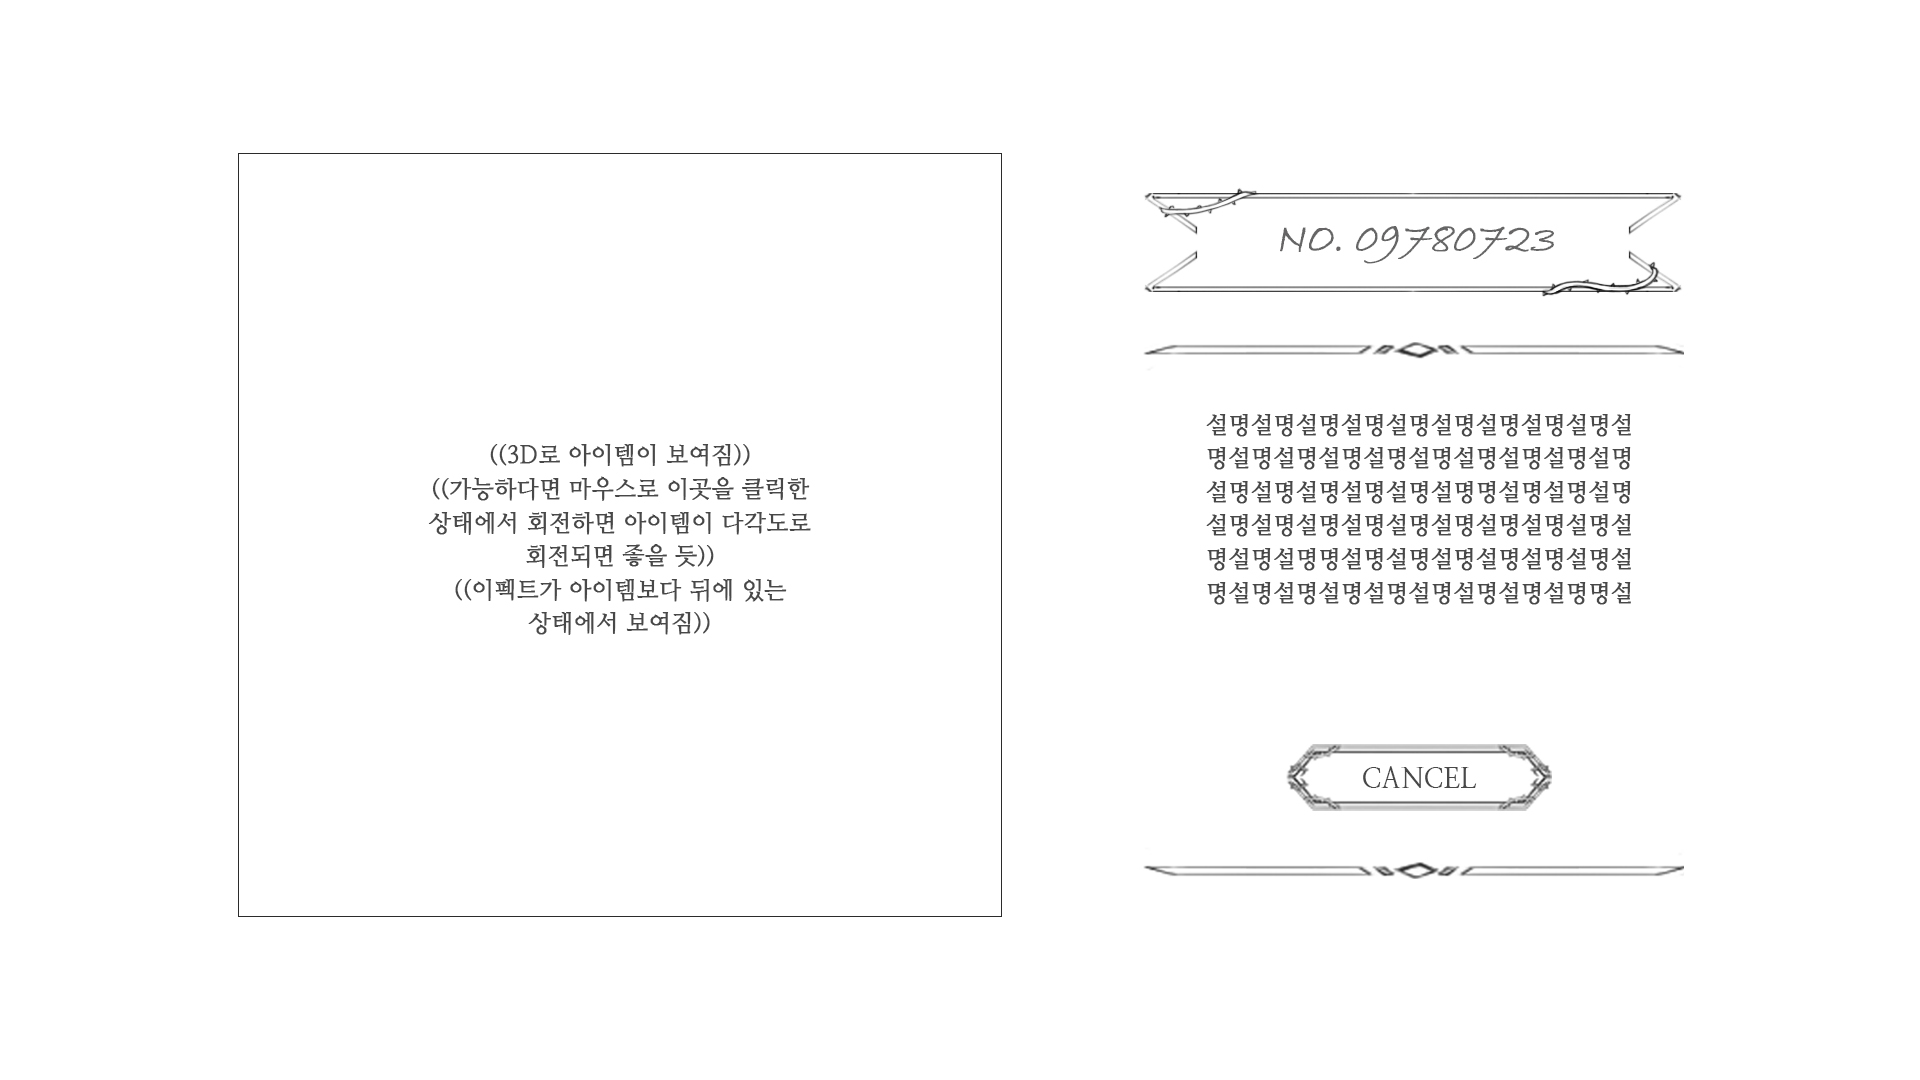 ((3D로 아이템이 보여짐))
((가능하다면 마우스로 이곳을 클릭한
상태에서 회전하면 아이템이 다각도로
회전되면 좋을 듯))
((이펙트가 아이템보다 뒤에 있는
상태에서 보여짐))
NO. 09780723
설명설명설명설명설명설명설명설명설명설
명설명설명설명설명설명설명설명설명설명
설명설명설명명설명설명설명설명설명설명
설명설명설명설명설명설명설명설명설명설
명설명설명명설명설명설명설명설명설명설
명설명설명설명설명설명설명설명설명명설
CANCEL